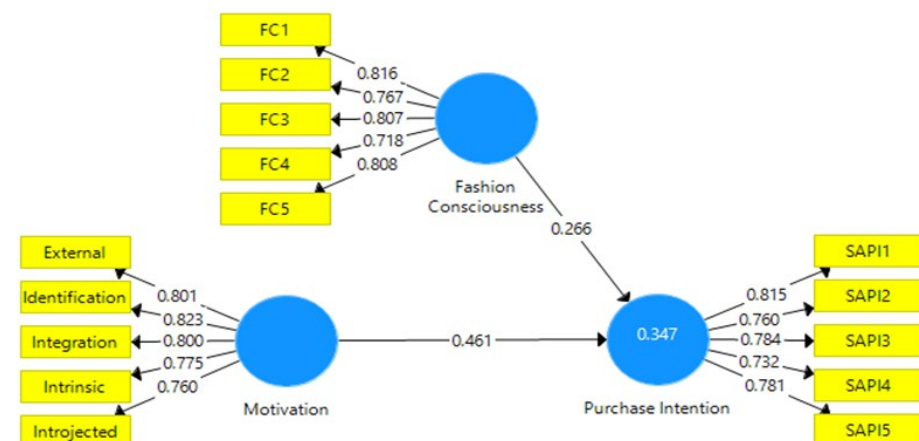 FC1
FC2
FC3
FC4
FC5
0.816
0.767
0.807
0.718
0.808
Fashion
Consciousness
0.266
External
Identification
Integration
Intrinsic
Introjected
0.801
0.823
0.800
0.775
0.760
Motivation
0.461
0.347
Purchase Intention
0.815
0.760
0.784
0.732
0.781
SAPI1
SAPI2
SAPI3
SAPI4
SAPI5